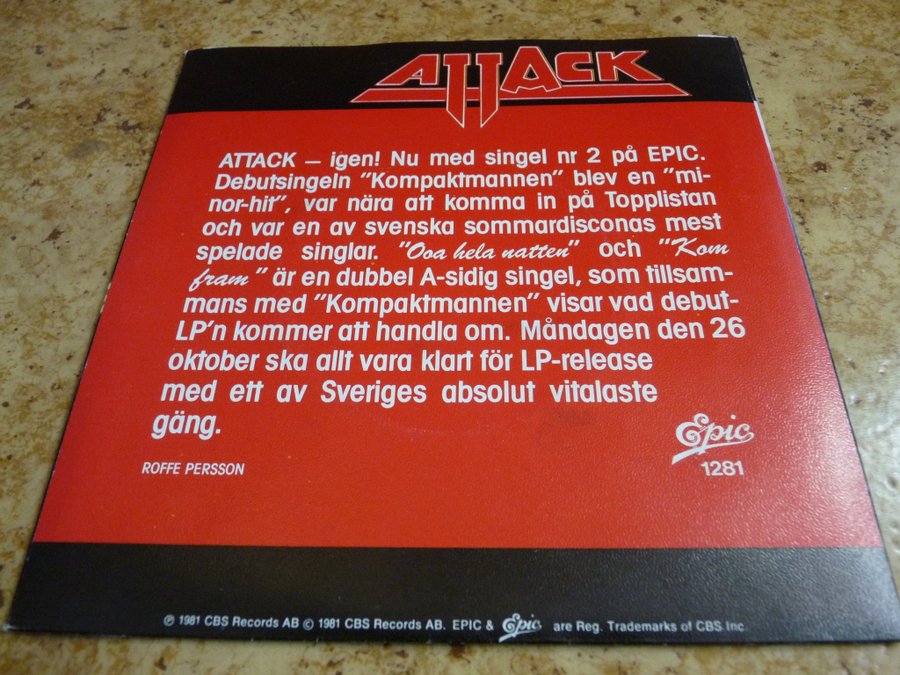 ATTACK
ATTACK – igen! Nu med singel nr 2 på EPIC.
Debutsingeln "Kompaktmannen" blev en "mi-
nor-hit", var nära att komma in på Topplistan
och var en av svenska sommardisconas mest
spelade singlar. "Ooa hela natten" och "Kom
fram" är en dubbel A-sidig singel, som tillsam-
mans med "Kompaktmannen" visar vad debut-
LP'n kommer att handla om. Måndagen den 26
oktober ska allt vara klart för LP-release
med ett av Sveriges absolut vitalaste
gäng.
ROFFE PERSSON
Epic
1281
℗ 1981 CBS Records AB © 1981 CBS Records AB. EPIC & Epic are Reg. Trademarks of CBS Inc.